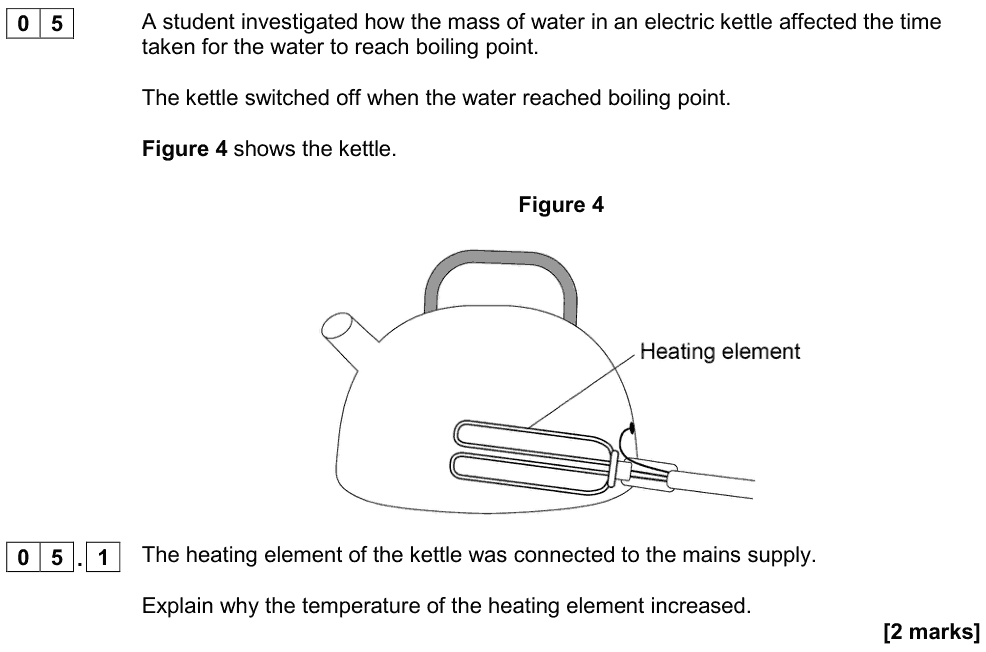 0 5 A student investigated how the mass of water in an electric kettle affected the time
taken for the water to reach boiling point.
The kettle switched off when the water reached boiling point.
Figure 4 shows the kettle.
Figure 4
Heating element
0 5 . 1 The heating element of the kettle was connected to the mains supply.
Explain why the temperature of the heating element increased.
[2 marks]